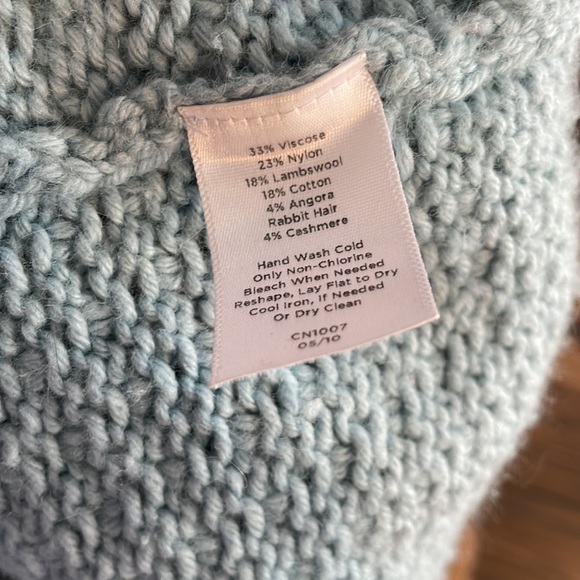 33% Viscose
23% Nylon
18% Lambswool
18% Cotton
4% Angora
Rabbit Hair
4% Cashmere
Hand Wash Cold
Only Non-Chlorine
Bleach When Needed
Reshape, Lay Flat to Dry
Cool Iron, If Needed
Or Dry Clean
CN1007
05/10